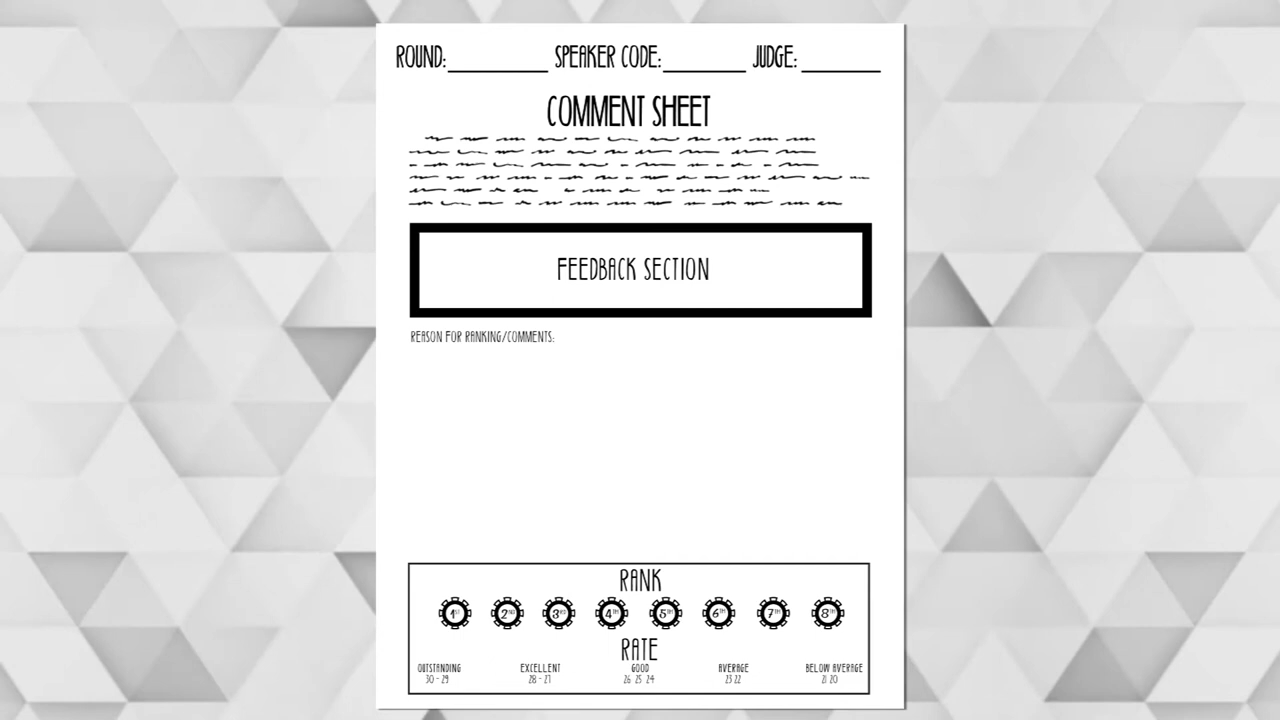 ROUND: SPEAKER CODE: JUDGE:
COMMENT SHEET
FEEDBACK SECTION
REASON FOR RANKING/COMMENTS:
RANK
1ST 2ND 3RD 4TH 5TH 6TH 7TH 8TH
RATE
OUTSTANDING EXCELLENT GOOD AVERAGE BELOW AVERAGE
30 - 29 28 - 27 26 25 24 23 22 21 20